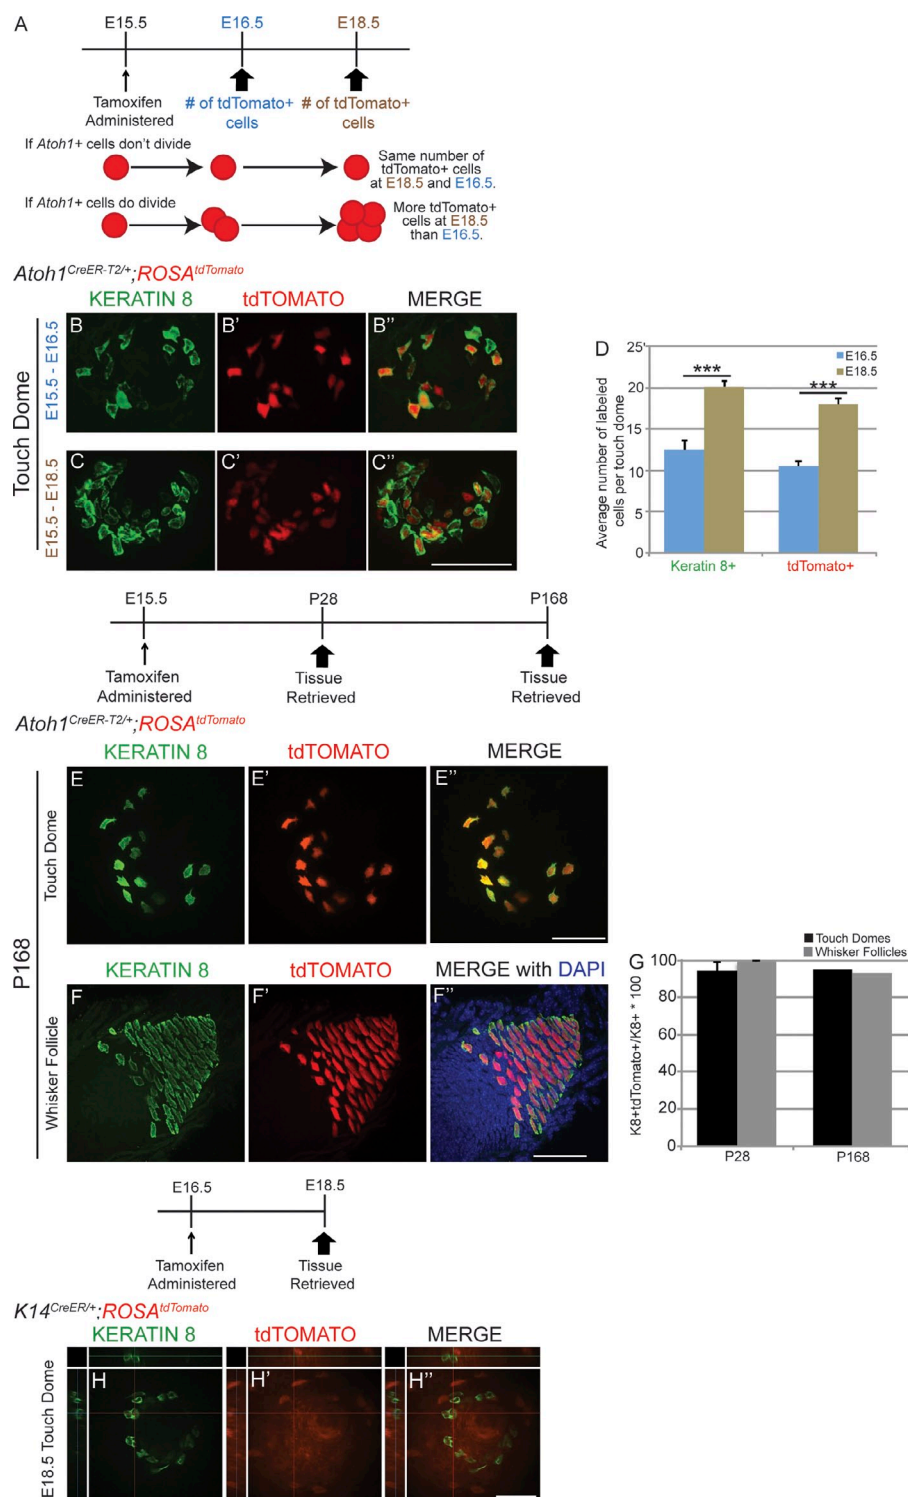 A
E15.5 E16.5 E18.5
Tamoxifen Administered
# of tdTomato+ cells
# of tdTomato+ cells
If Atoh1+ cells don't divide
Same number of
tdTomato+ cells
at E18.5 and E16.5.
If Atoh1+ cells do divide
More tdTomato+
cells at E18.5
than E16.5.
Atoh1CreER-T2/+;ROSAtdTomato
KERATIN 8 tdTOMATO MERGE
Touch Dome
E15.5 - E16.5
B B' B''
E15.5 - E18.5
C C' C''
D
E16.5
E18.5
Average number of labeled
cells per touch dome
25
20
15
10
5
0
*** ***
Keratin 8+ tdTomato+
E15.5 P28 P168
Tamoxifen Administered
Tissue Retrieved
Tissue Retrieved
Atoh1CreER-T2/+;ROSAtdTomato
KERATIN 8 tdTOMATO MERGE
P168
Touch Dome
E E' E''
KERATIN 8 tdTOMATO MERGE with DAPI
Whisker Follicle
F F' F''
G
Touch Domes
Whisker Follicles
K8+tdTomato+/K8+ * 100
100
80
60
40
20
0
P28 P168
E16.5 E18.5
Tamoxifen Administered
Tissue Retrieved
K14CreER/+;ROSAtdTomato
KERATIN 8 tdTOMATO MERGE
E18.5 Touch Dome
H H' H''